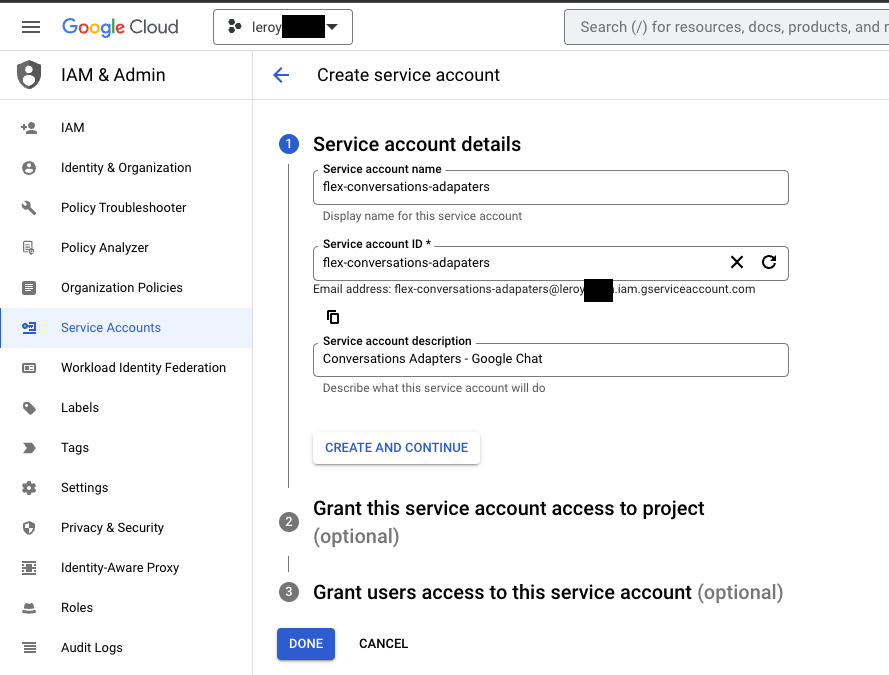 Google Cloud
leroy
Search (/) for resources, docs, products, and
IAM & Admin
Create service account
IAM
Identity & Organization
Policy Troubleshooter
Policy Analyzer
Organization Policies
Service Accounts
Workload Identity Federation
Labels
Tags
Settings
Privacy & Security
Identity-Aware Proxy
Roles
Audit Logs
1
Service account details
Service account name
flex-conversations-adapaters
Display name for this service account
Service account ID *
flex-conversations-adapaters
Email address: flex-conversations-adapaters@leroy .iam.gserviceaccount.com
Service account description
Conversations Adapters - Google Chat
Describe what this service account will do
CREATE AND CONTINUE
2
Grant this service account access to project
(optional)
3
Grant users access to this service account (optional)
DONE
CANCEL